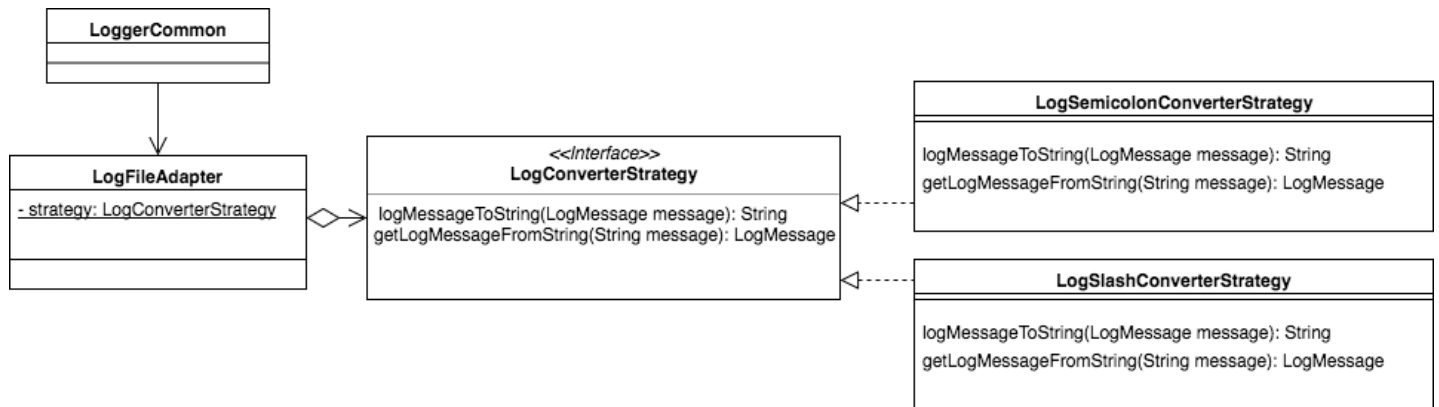 LoggerCommon
LogFileAdapter
- strategy: LogConverterStrategy
<<Interface>>
LogConverterStrategy
logMessageToString(LogMessage message): String
getLogMessageFromString(String message): LogMessage
LogSemicolonConverterStrategy
logMessageToString(LogMessage message): String
getLogMessageFromString(String message): LogMessage
LogSlashConverterStrategy
logMessageToString(LogMessage message): String
getLogMessageFromString(String message): LogMessage